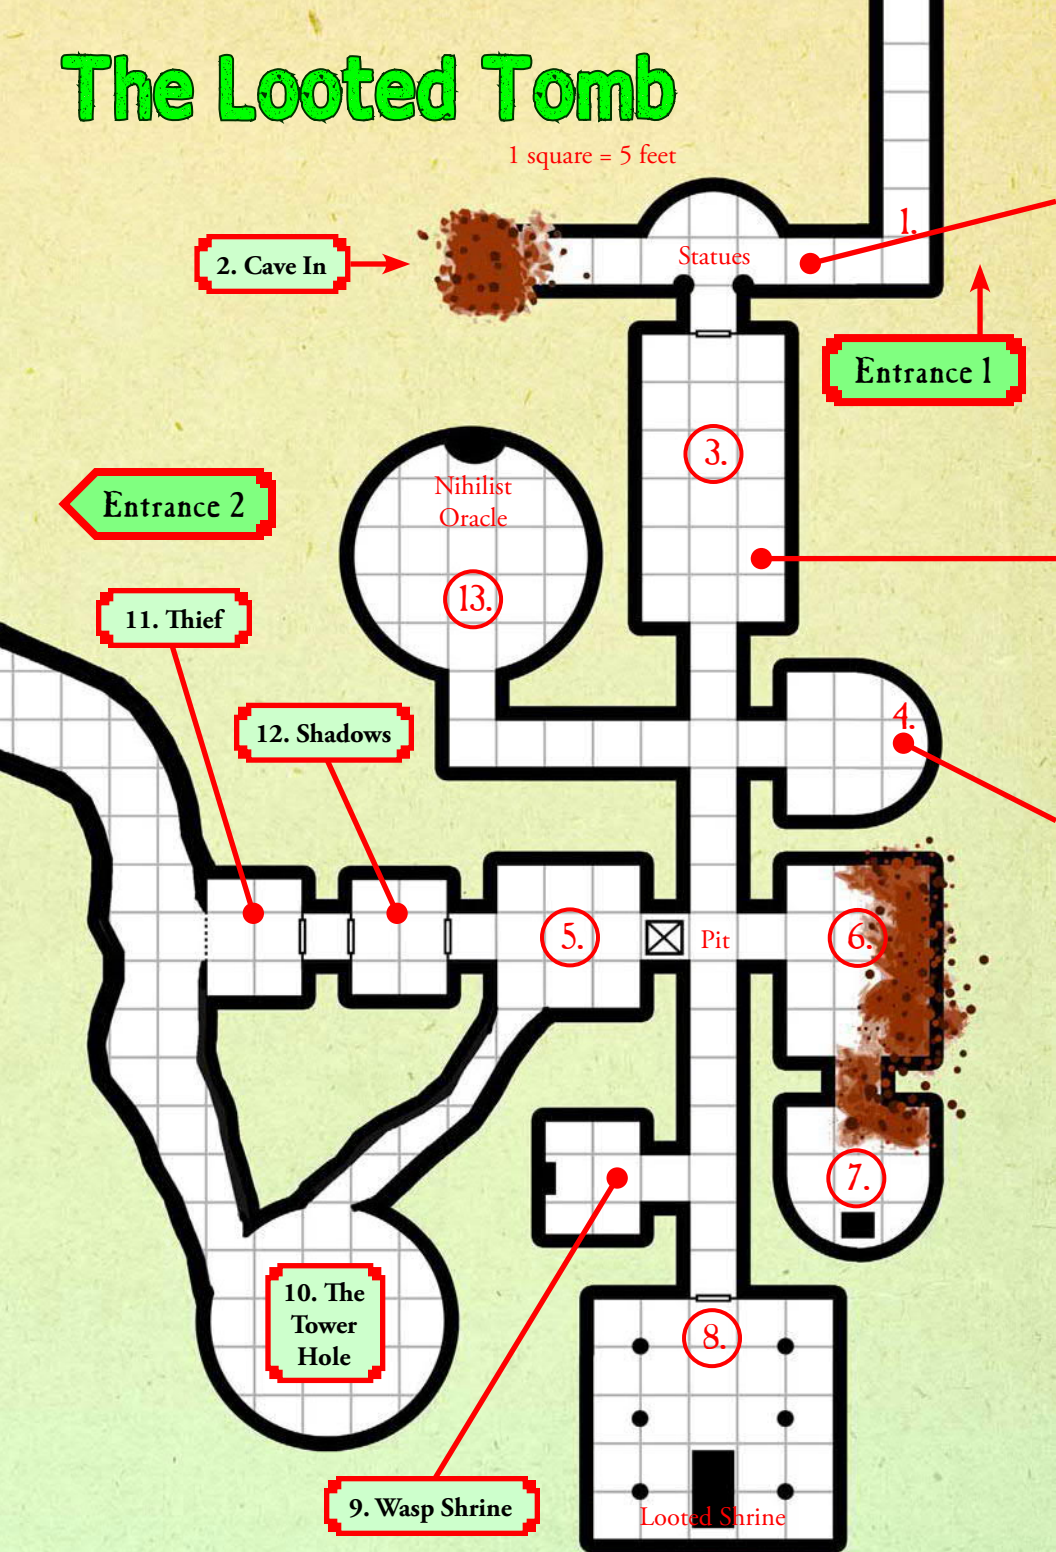 The Looted Tomb
1 square = 5 feet
1.
2. Cave In
Statues
Entrance 1
3.
Nihilist
Oracle
Entrance 2
13.
11. Thief
4.
12. Shadows
5.
Pit
6.
7.
10. The
Tower
Hole
8.
9. Wasp Shrine
Looted Shrine